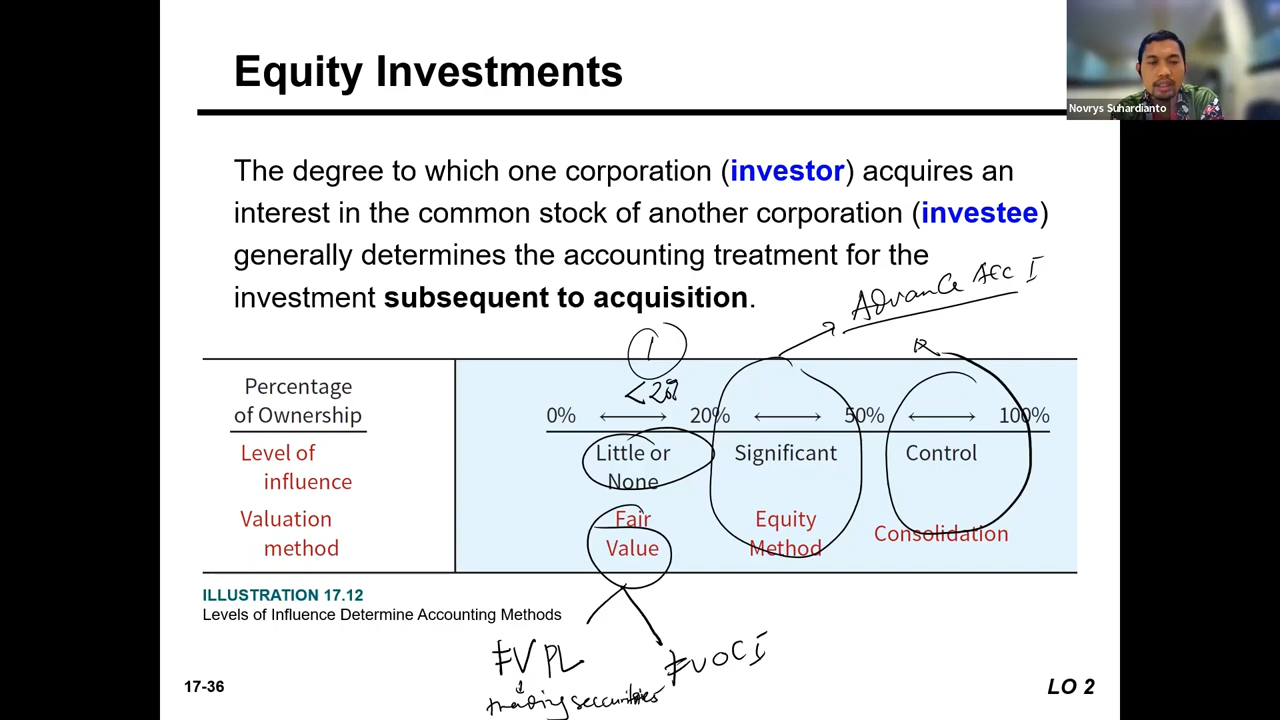 Equity Investments
Novrys Suhardianto
The degree to which one corporation (investor) acquires an
interest in the common stock of another corporation (investee)
generally determines the accounting treatment for the
investment subsequent to acquisition.
Advance Acc I
1
<20%
Percentage
of Ownership
0% 20% 50% 100%
Level of
influence
Little or
None
Significant
Control
Valuation
method
Fair
Value
Equity
Method
Consolidation
ILLUSTRATION 17.12
Levels of Influence Determine Accounting Methods
FVPL
FVOCI
trading securities
17-36
LO 2